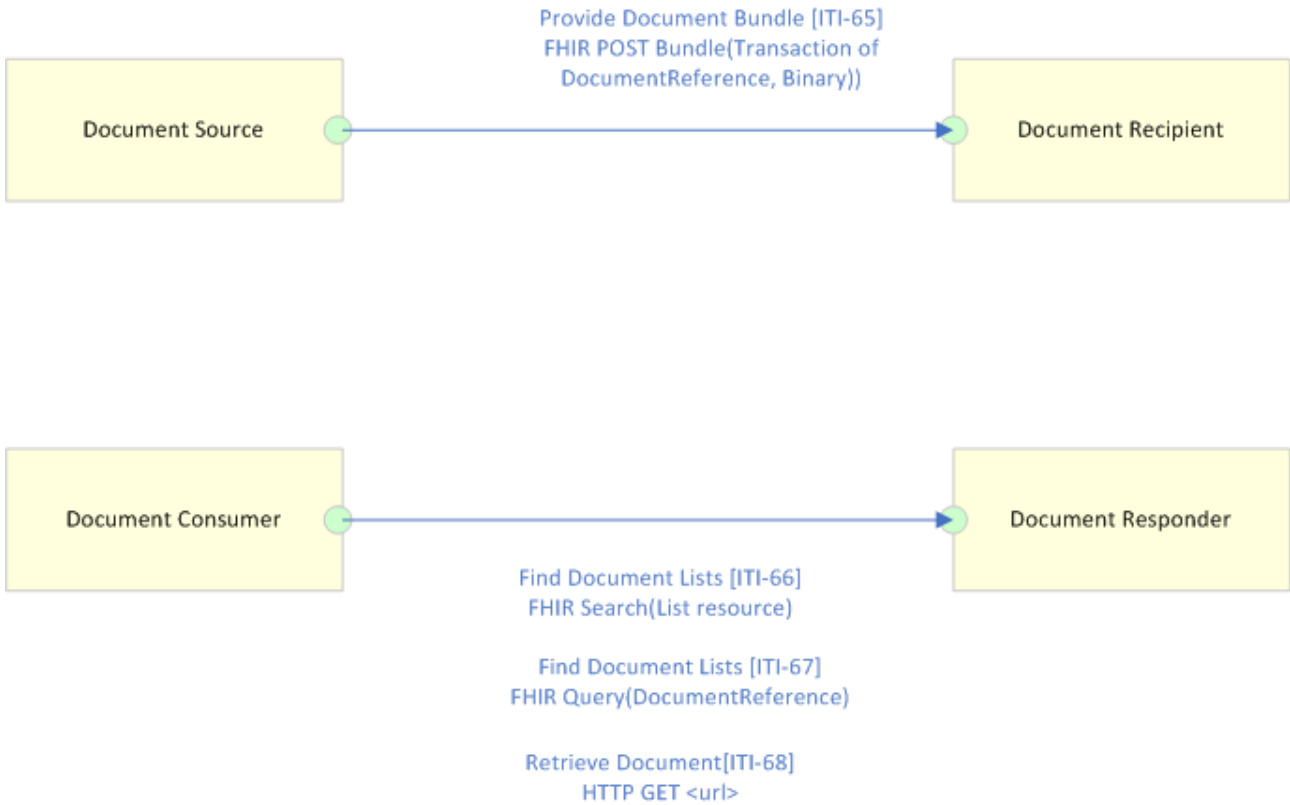 Provide Document Bundle [ITI-65]
FHIR POST Bundle(Transaction of
DocumentReference, Binary))
Document Source
Document Recipient
Document Consumer
Document Responder
Find Document Lists [ITI-66]
FHIR Search(List resource)
Find Document Lists [ITI-67]
FHIR Query(DocumentReference)
Retrieve Document[ITI-68]
HTTP GET <url>